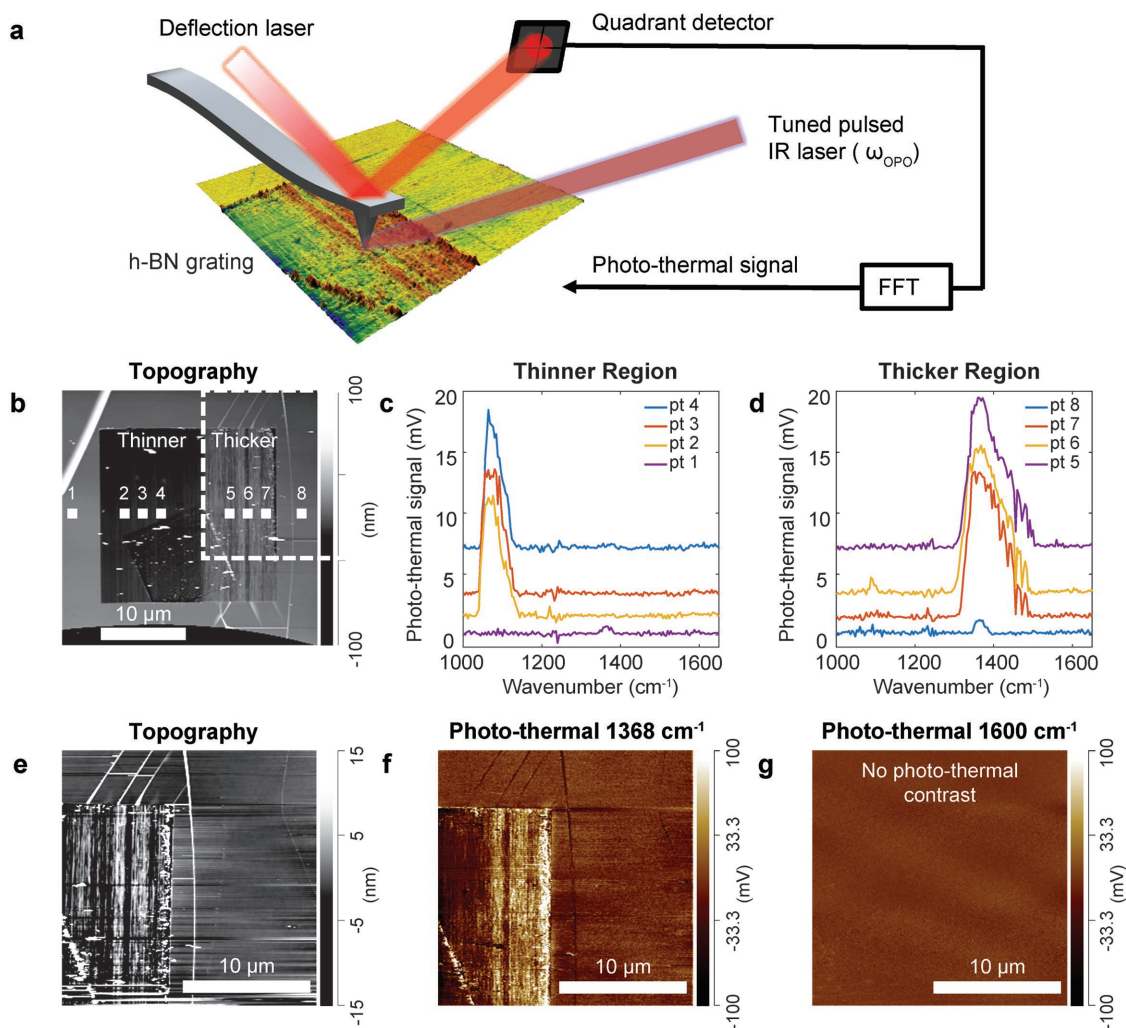 a
Deflection laser
Quadrant detector
Tuned pulsed
IR laser ( ω_OPO)
h-BN grating
Photo-thermal signal
FFT
b
Topography
Thinner
Thicker
1
2
3
4
5
6
7
8
10 µm
100
(nm)
-100
c
Thinner Region
Photo-thermal signal (mV)
20
15
10
5
0
pt 4
pt 3
pt 2
pt 1
1000
1200
1400
1600
Wavenumber (cm⁻¹)
d
Thicker Region
Photo-thermal signal (mV)
20
15
10
5
0
pt 8
pt 7
pt 6
pt 5
1000
1200
1400
1600
Wavenumber (cm⁻¹)
e
Topography
10 µm
15
5
-5
-15
(nm)
f
Photo-thermal 1368 cm⁻¹
10 µm
100
33.3
-33.3
-100
(mV)
g
Photo-thermal 1600 cm⁻¹
No photo-thermal
contrast
10 µm
100
33.3
-33.3
-100
(mV)